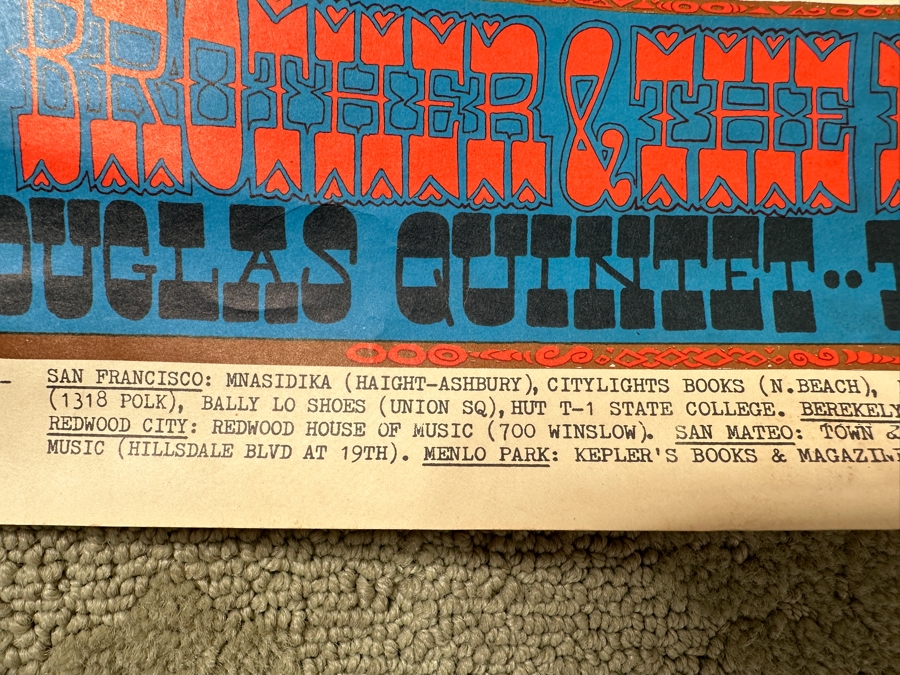 BROTHER & THE
OUGLAS QUINTET··
SAN FRANCISCO: MNASIDIKA (HAIGHT-ASHBURY), CITYLIGHTS BOOKS (N.BEACH),
(1318 POLK), BALLY LO SHOES (UNION SQ), HUT T-1 STATE COLLEGE. BEREKELY
REDWOOD CITY: REDWOOD HOUSE OF MUSIC (700 WINSLOW). SAN MATEO: TOWN &
MUSIC (HILLSDALE BLVD AT 19TH). MENLO PARK: KEPLER'S BOOKS & MAGAZIN